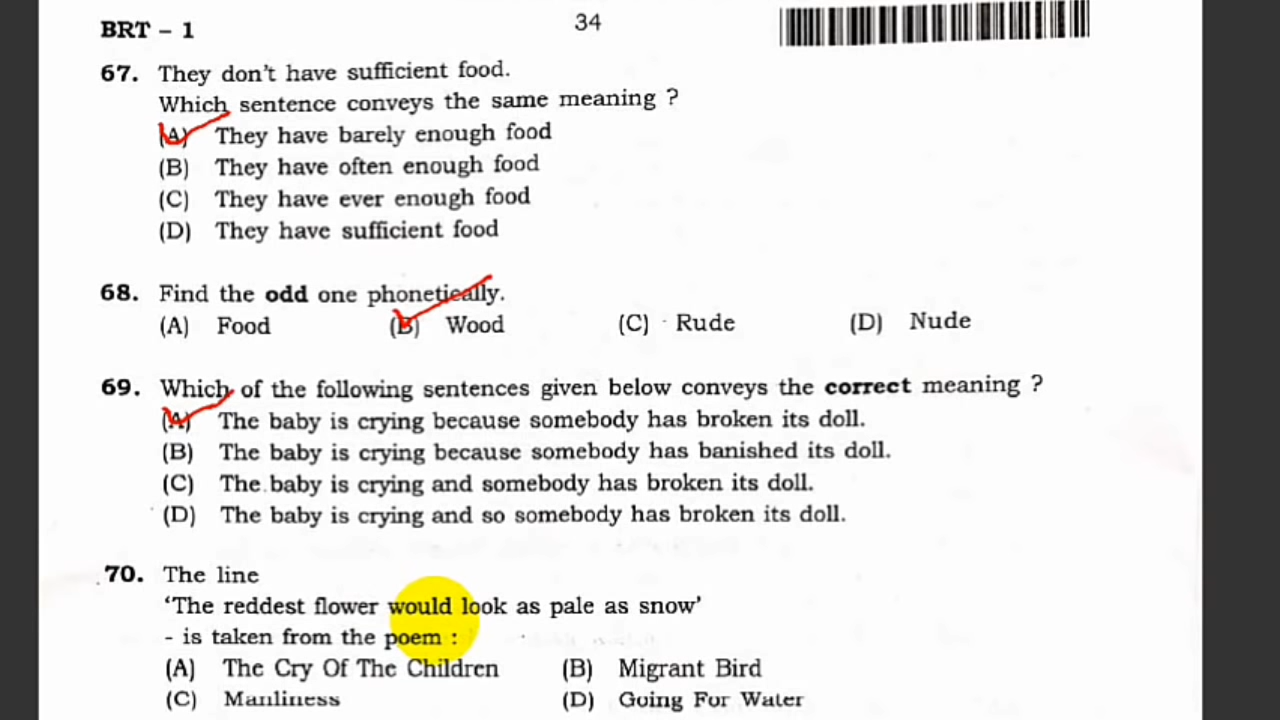 BRT – 1
34
67. They don't have sufficient food.
Which sentence conveys the same meaning ?
(A) They have barely enough food
(B) They have often enough food
(C) They have ever enough food
(D) They have sufficient food
68. Find the odd one phonetically.
(A) Food (B) Wood (C) Rude (D) Nude
69. Which of the following sentences given below conveys the correct meaning ?
(A) The baby is crying because somebody has broken its doll.
(B) The baby is crying because somebody has banished its doll.
(C) The baby is crying and somebody has broken its doll.
(D) The baby is crying and so somebody has broken its doll.
70. The line
‘The reddest flower would look as pale as snow’
- is taken from the poem :
(A) The Cry Of The Children (B) Migrant Bird
(C) Manliness (D) Going For Water